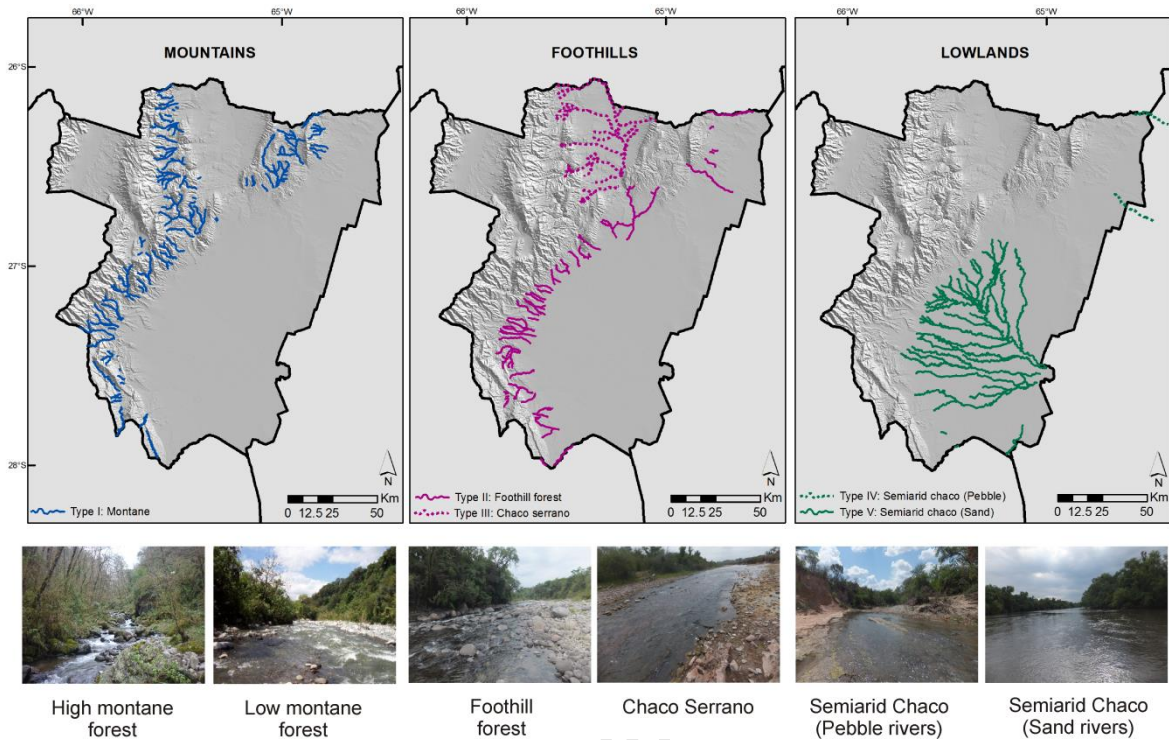 66°W
65°W
66°W
65°W
66°W
65°W
MOUNTAINS
FOOTHILLS
LOWLANDS
26°S
27°S
28°S
N
N
N
Type I: Montane
Km
0 12.5 25 50
Type II: Foothill forest
Type III: Chaco serrano
Km
0 12.5 25 50
Type IV: Semiarid chaco (Pebble)
Type V: Semiarid chaco (Sand)
Km
0 12.5 25 50
High montane
forest
Low montane
forest
Foothill
forest
Chaco Serrano
Semiarid Chaco
(Pebble rivers)
Semiarid Chaco
(Sand rivers)